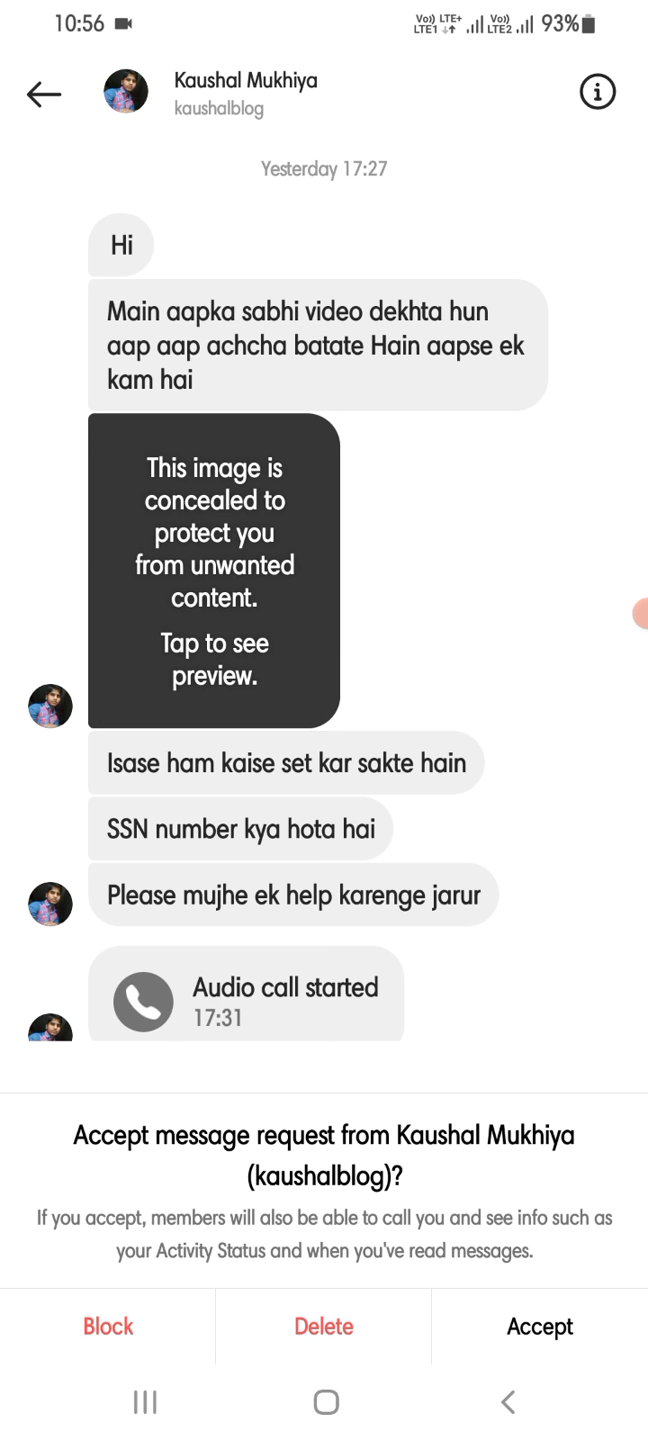 10:56
Vo)) LTE+ Vo))
LTE1 ↓↑ LTE2 93%
Kaushal Mukhiya
kaushalblog
Yesterday 17:27
Hi
Main aapka sabhi video dekhta hun
aap aap achcha batate Hain aapse ek
kam hai
This image is
concealed to
protect you
from unwanted
content.
Tap to see
preview.
Isase ham kaise set kar sakte hain
SSN number kya hota hai
Please mujhe ek help karenge jarur
Audio call started
17:31
Accept message request from Kaushal Mukhiya
(kaushalblog)?
If you accept, members will also be able to call you and see info such as
your Activity Status and when you've read messages.
Block Delete Accept